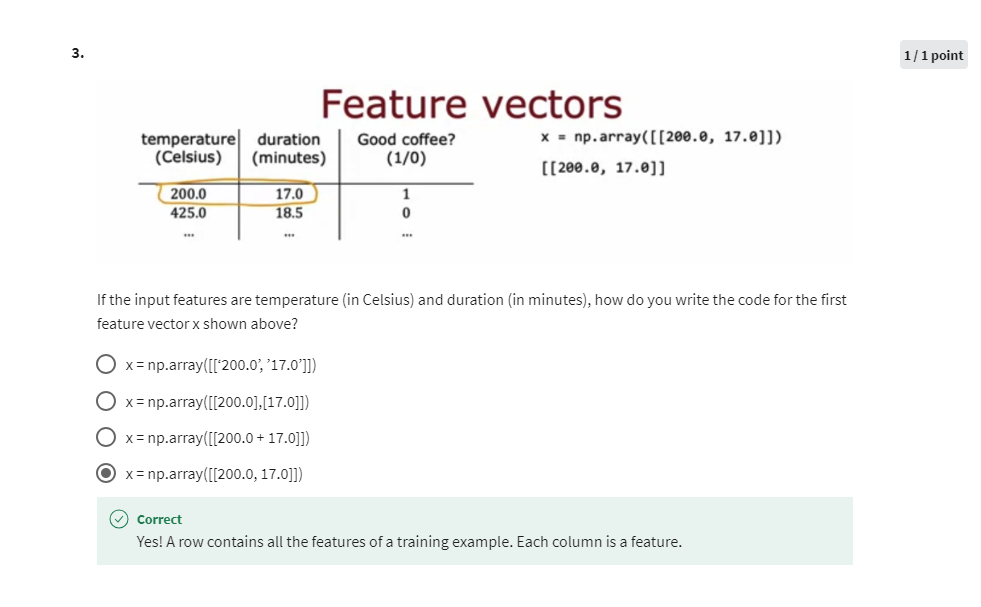 3.
1 / 1 point
Feature vectors
temperature duration Good coffee?
(Celsius) (minutes) (1/0)
x = np.array([[200.0, 17.0]])
[[200.0, 17.0]]
200.0 17.0 1
425.0 18.5 0
... ... ...
If the input features are temperature (in Celsius) and duration (in minutes), how do you write the code for the first
feature vector x shown above?
x = np.array([[‘200.0’, ’17.0’]])
x = np.array([[200.0],[17.0]])
x = np.array([[200.0 + 17.0]])
x = np.array([[200.0, 17.0]])
Correct
Yes! A row contains all the features of a training example. Each column is a feature.